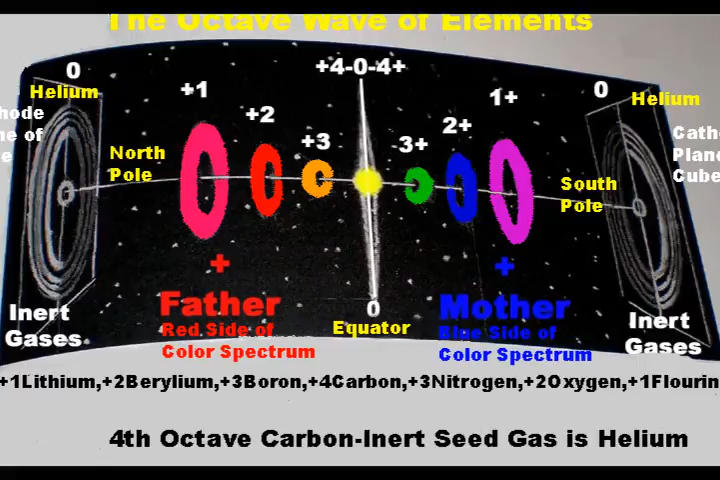 The Octave Wave of Elements
0
+4-0-4+
0
Helium
+1
1+
Helium
+2
2+
+3
3+
North
Pole
South
Pole
+
+
Father
Mother
Inert
Gases
0
Inert
Gases
Red Side of
Color Spectrum
Equator
Blue Side of
Color Spectrum
+1Lithium,+2Berylium,+3Boron,+4Carbon,+3Nitrogen,+2Oxygen,+1Flourin
4th Octave Carbon-Inert Seed Gas is Helium